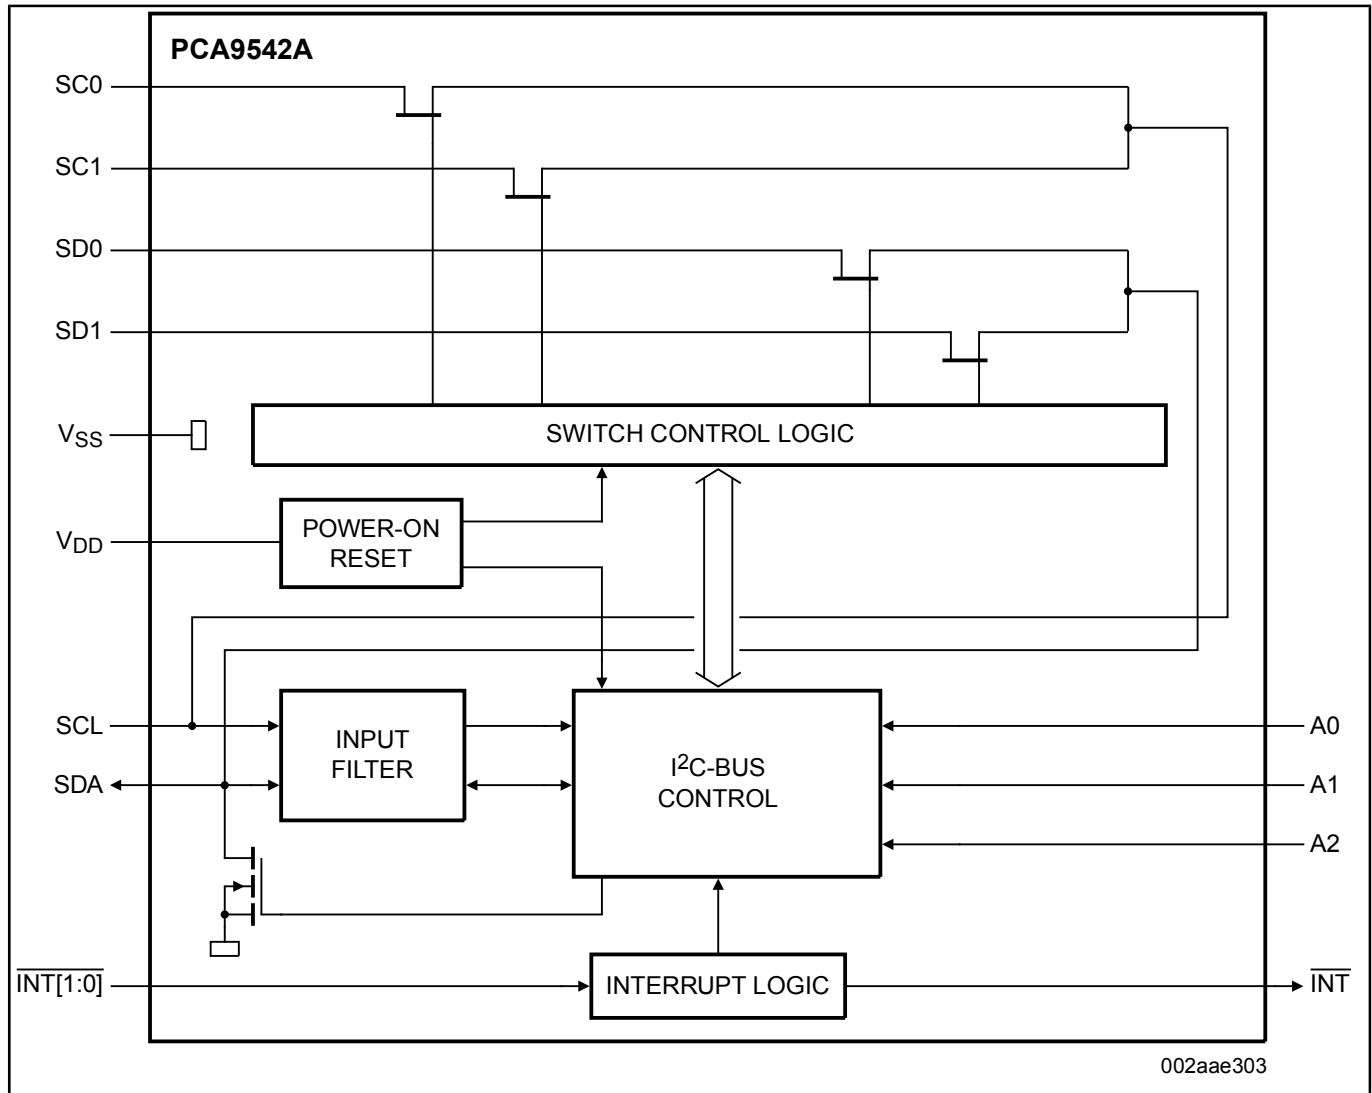 PCA9542A
SC0
SC1
SD0
SD1
VSS
SWITCH CONTROL LOGIC
VDD
POWER-ON
RESET
SCL
SDA
INPUT
FILTER
I2C-BUS
CONTROL
A0
A1
A2
INT[1:0]
INTERRUPT LOGIC
INT
002aae303